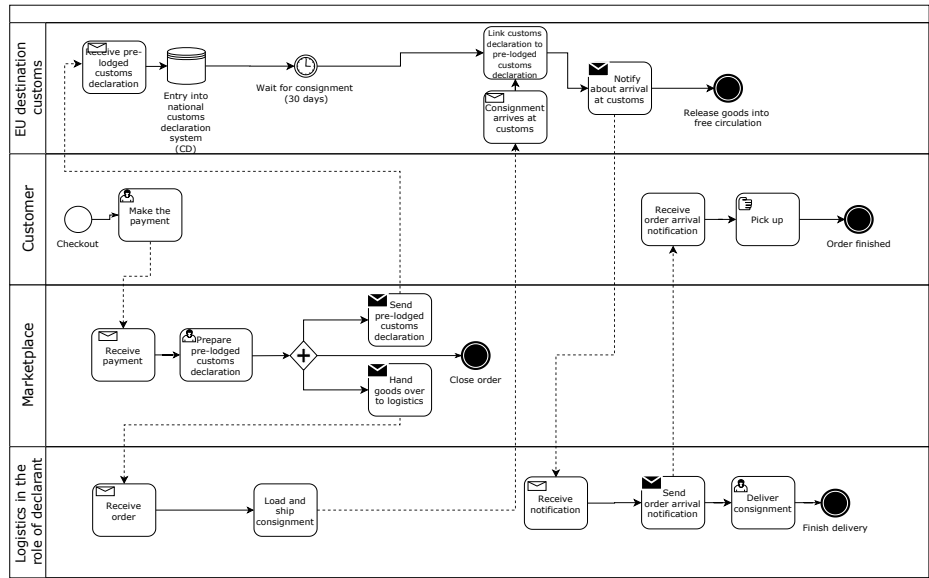 EU destination
customs
Receive pre-
lodged
customs
declaration
Entry into
national
customs
declaration
system
(CD)
Wait for consignment
(30 days)
Link customs
declaration to
pre-lodged
customs
declaration
Consignment
arrives at
customs
Notify
about arrival
at customs
Release goods into
free circulation
Customer
Checkout
Make the
payment
Receive
order arrival
notification
Pick up
Order finished
Marketplace
Receive
payment
Prepare
pre-lodged
customs
declaration
Send
pre-lodged
customs
declaration
Close order
Hand
goods over
to logistics
Logistics in the
role of declarant
Receive
order
Load and
ship
consignment
Receive
notification
Send
order arrival
notification
Deliver
consignment
Finish delivery